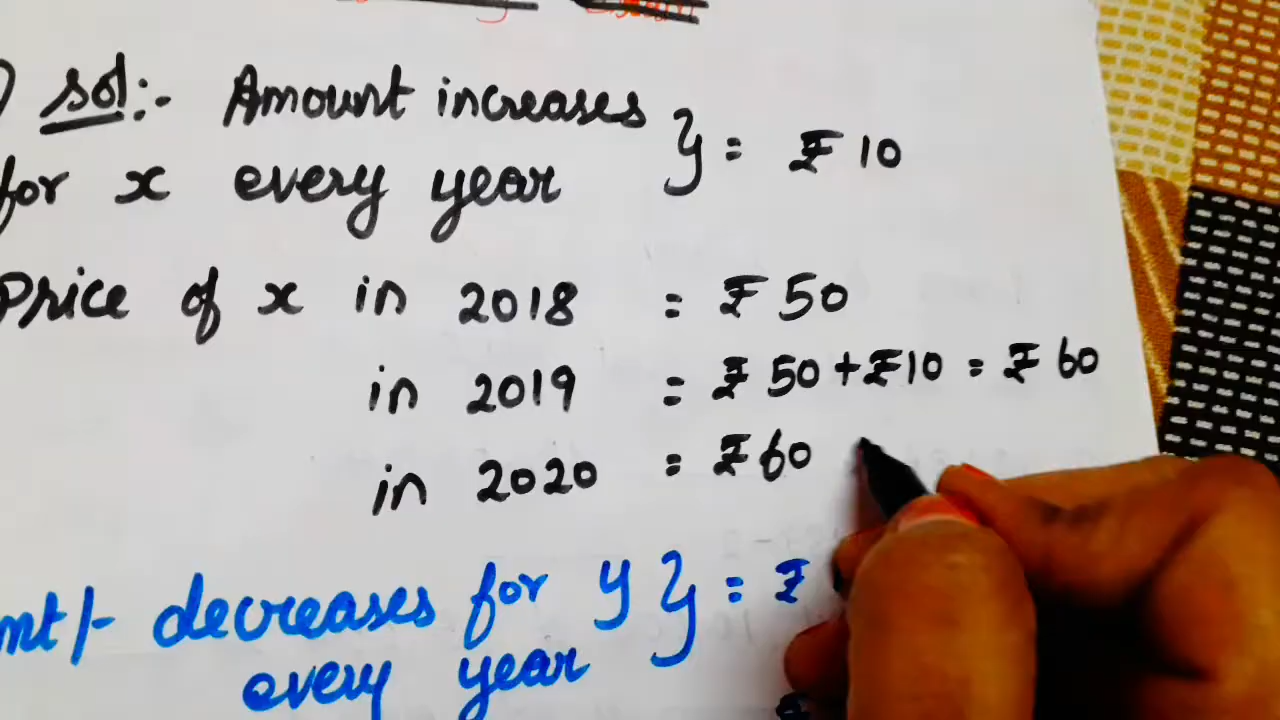 sol:- Amount increases
for x every year } = ₹ 10
Price of x in 2018 = ₹ 50
in 2019 = ₹ 50 + ₹10 = ₹ 60
in 2020 = ₹ 60
mt/- decreases for y } = ₹
every year